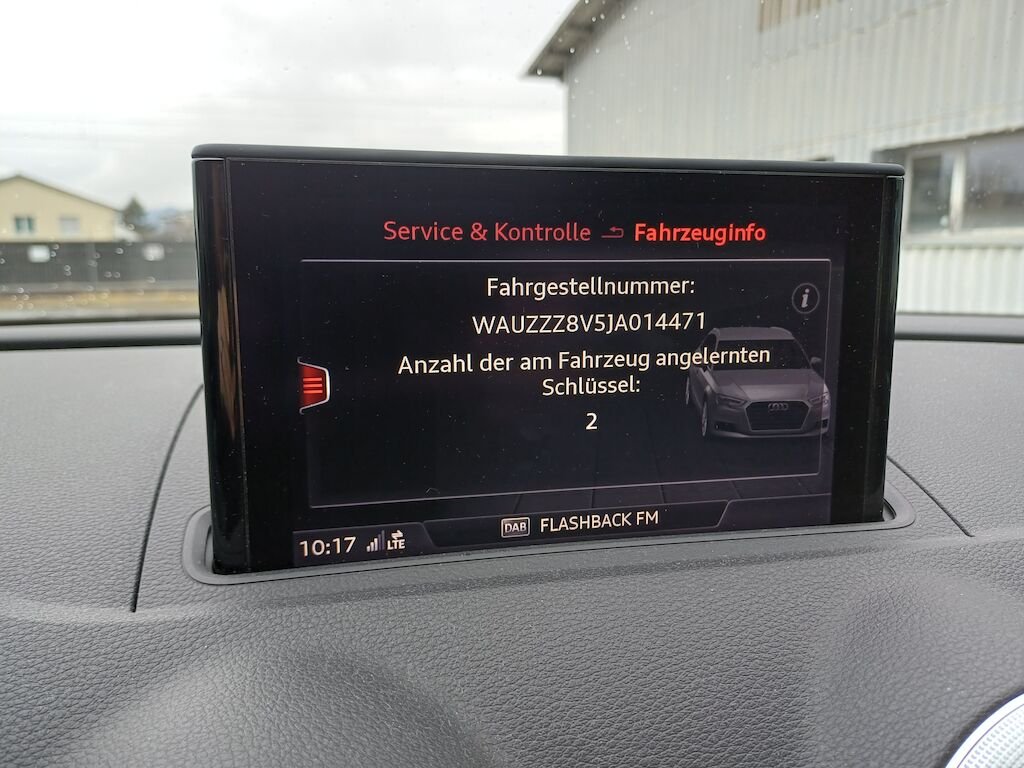 Service & Kontrolle Fahrzeuginfo
Fahrgestellnummer:
WAUZZZ8V5JA014471
Anzahl der am Fahrzeug angelernten
Schlüssel:
2
i
DAB FLASHBACK FM
10:17 LTE